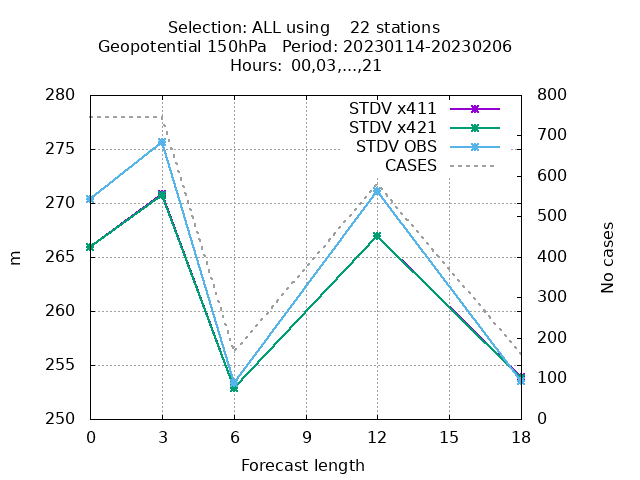 Selection: ALL using    22 stations
Geopotential 150hPa   Period: 20230114-20230206
Hours:  00,03,...,21
280
275
270
265
260
255
250
m
800
700
600
500
400
300
200
100
0
No cases
STDV x411
STDV x421
STDV OBS
CASES
0 3 6 9 12 15 18
Forecast length